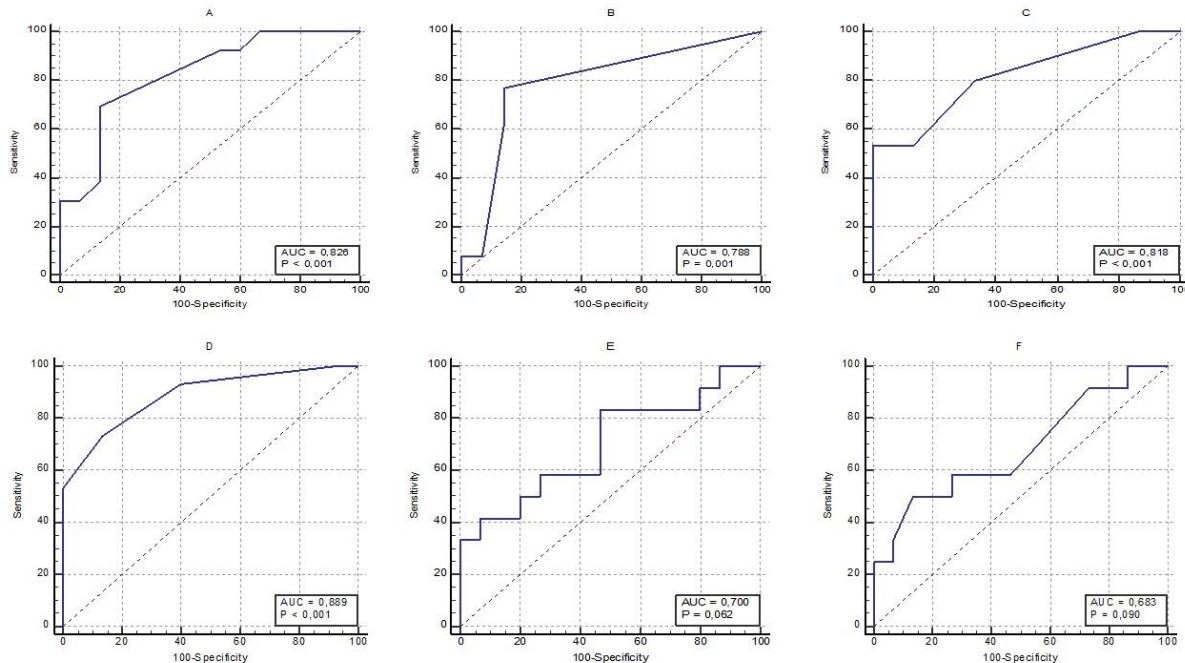 A
100
80
60
40
20
0
Sensitivity
AUC = 0,826
P < 0,001
0 20 40 60 80 100
100-Specificity
B
100
80
60
40
20
0
Sensitivity
AUC = 0,788
P = 0,001
0 20 40 60 80 100
100-Specificity
C
100
80
60
40
20
0
Sensitivity
AUC = 0,818
P < 0,001
0 20 40 60 80 100
100-Specificity
D
100
80
60
40
20
0
Sensitivity
AUC = 0,889
P < 0,001
0 20 40 60 80 100
100-Specificity
E
100
80
60
40
20
0
Sensitivity
AUC = 0,700
P = 0,062
0 20 40 60 80 100
100-Specificity
F
100
80
60
40
20
0
Sensitivity
AUC = 0,683
P = 0,090
0 20 40 60 80 100
100-Specificity